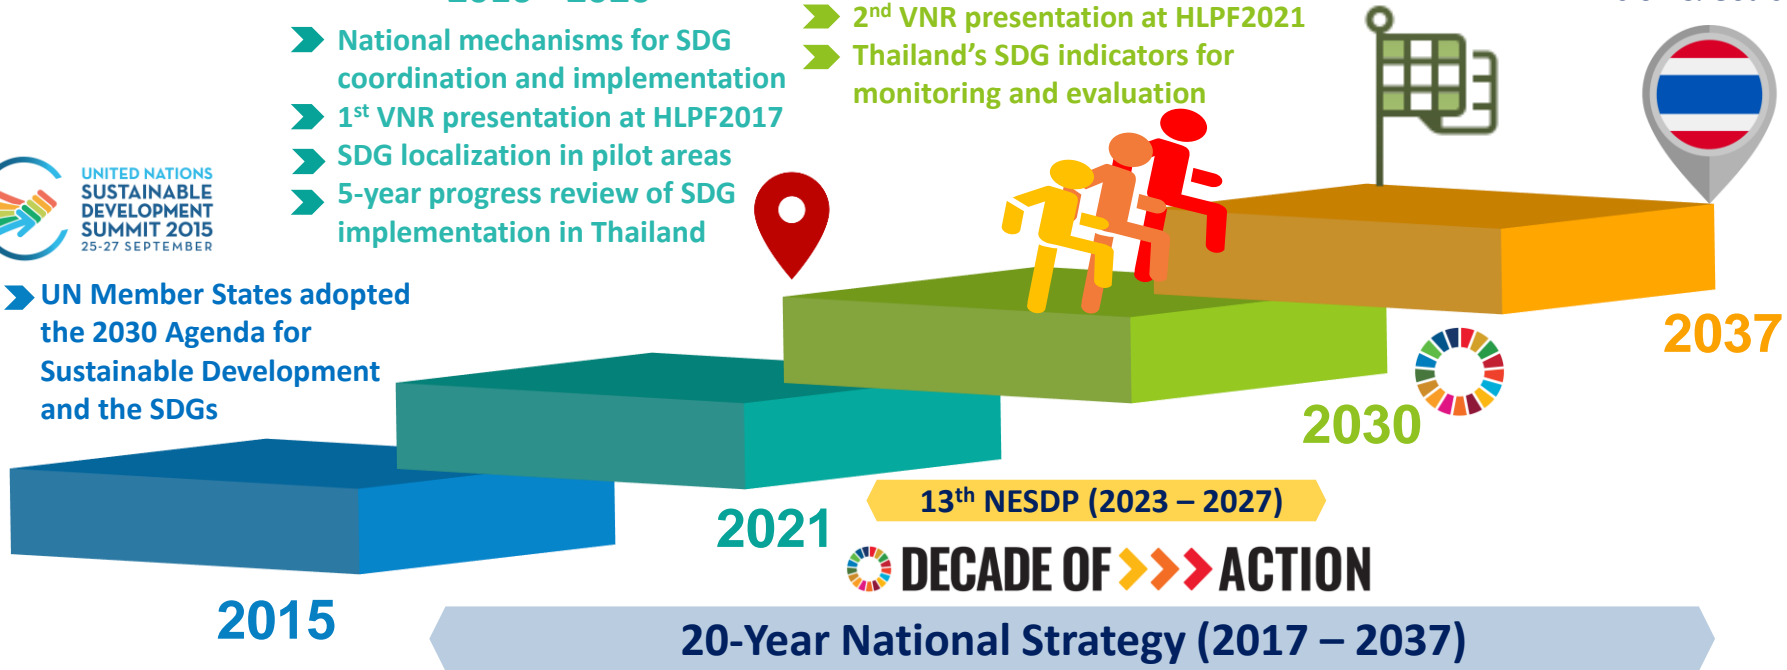 National mechanisms for SDG
coordination and implementation
1st VNR presentation at HLPF2017
SDG localization in pilot areas
5-year progress review of SDG
implementation in Thailand
2nd VNR presentation at HLPF2021
Thailand's SDG indicators for
monitoring and evaluation
UNITED NATIONS
SUSTAINABLE
DEVELOPMENT
SUMMIT 2015
25-27 SEPTEMBER
UN Member States adopted
the 2030 Agenda for
Sustainable Development
and the SDGs
2037
2030
2021
2015
13th NESDP (2023 – 2027)
DECADE OF ACTION
20-Year National Strategy (2017 – 2037)